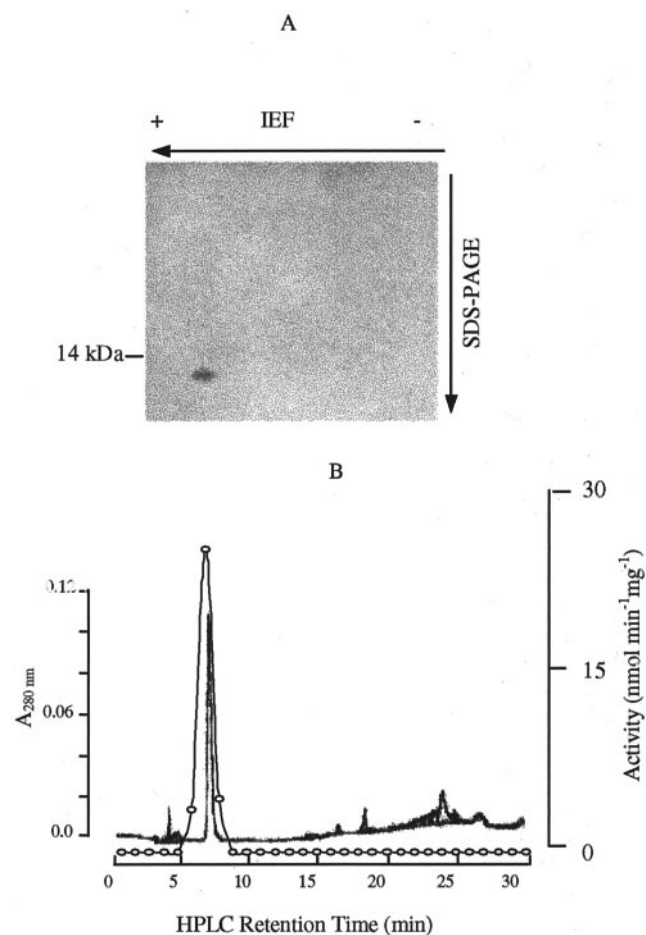 A
+ IEF -
SDS-PAGE
14 kDa
B
30
0.12
15
0.06
0.0
0
A280 nm
Activity (nmol min-1mg-1)
0 5 10 15 20 25 30
HPLC Retention Time (min)